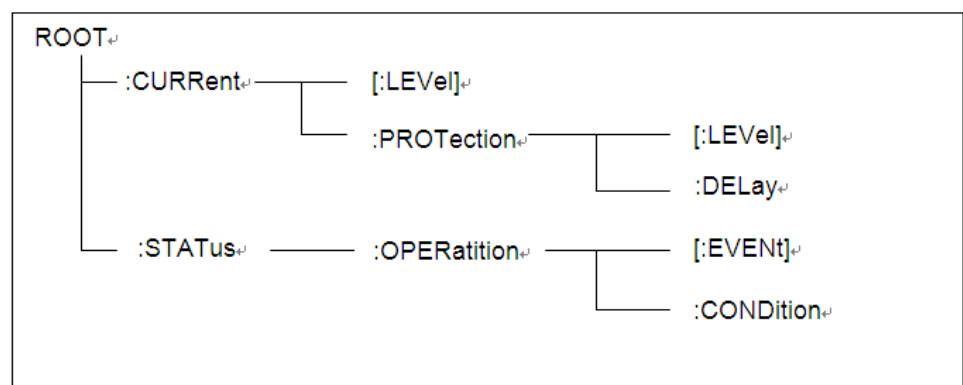 ROOT
:CURRent [:LEVel]
:PROTection [:LEVel]
:DELay
:STATus :OPERatition [:EVENt]
:CONDition